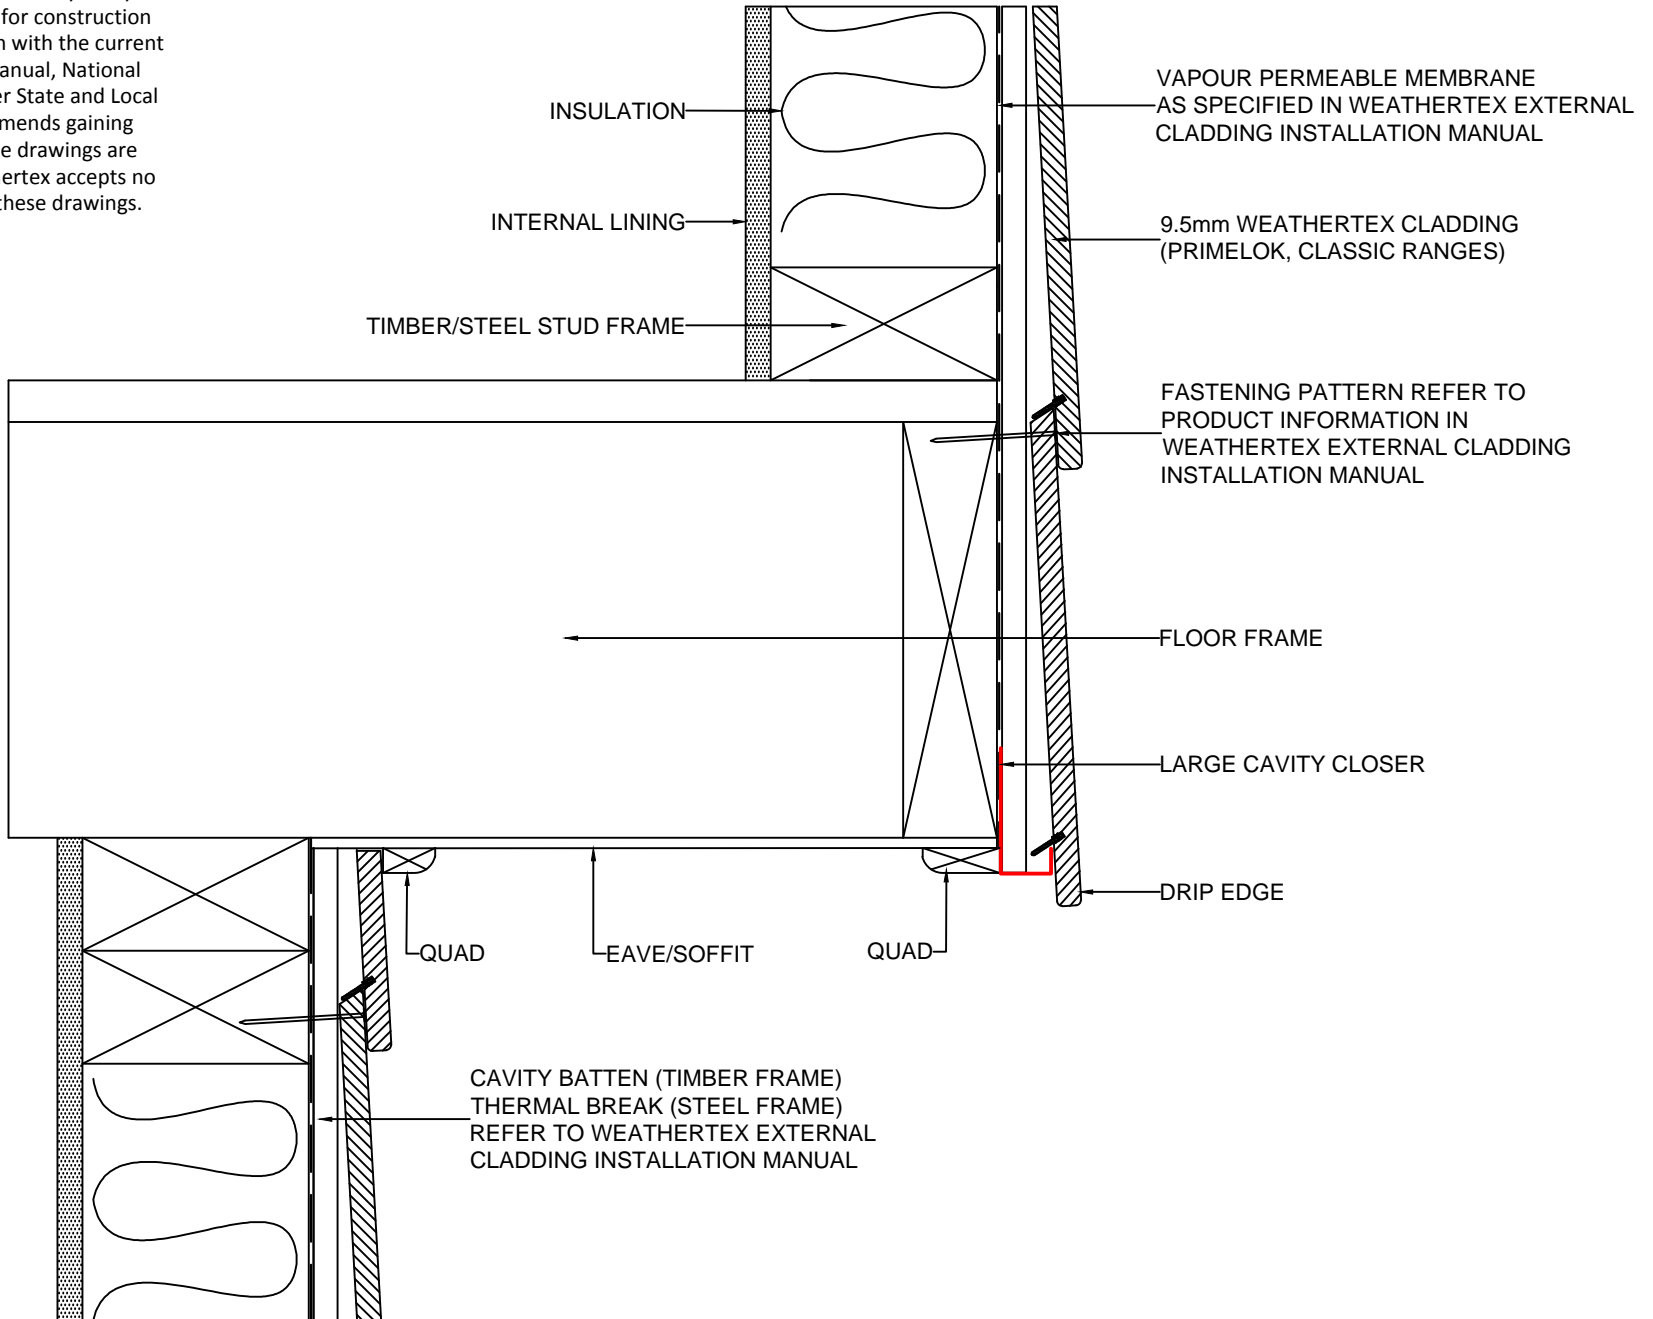 for construction
with the current
anual, National
State and Local
mends gaining
e drawings are
ertex accepts no
these drawings.
INSULATION
INTERNAL LINING
TIMBER/STEEL STUD FRAME
VAPOUR PERMEABLE MEMBRANE
AS SPECIFIED IN WEATHERTEX EXTERNAL
CLADDING INSTALLATION MANUAL
9.5mm WEATHERTEX CLADDING
(PRIMELOK, CLASSIC RANGES)
FASTENING PATTERN REFER TO
PRODUCT INFORMATION IN
WEATHERTEX EXTERNAL CLADDING
INSTALLATION MANUAL
FLOOR FRAME
LARGE CAVITY CLOSER
DRIP EDGE
QUAD
EAVE/SOFFIT
QUAD
CAVITY BATTEN (TIMBER FRAME)
THERMAL BREAK (STEEL FRAME)
REFER TO WEATHERTEX EXTERNAL
CLADDING INSTALLATION MANUAL